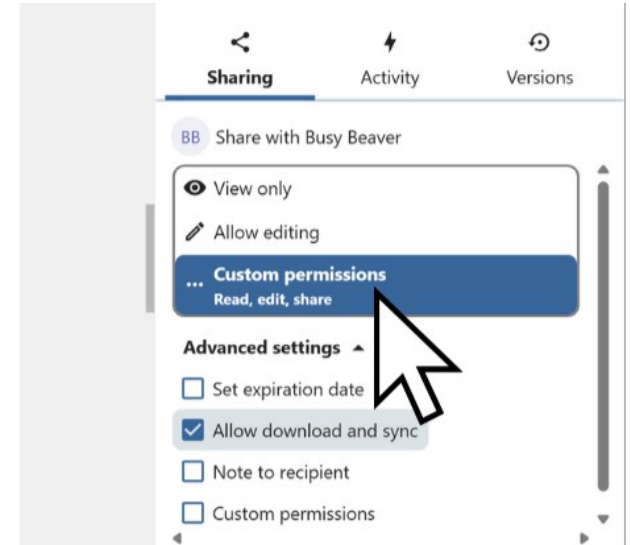 Sharing
Activity
Versions
BB Share with Busy Beaver
View only
Allow editing
Custom permissions
Read, edit, share
Advanced settings
Set expiration date
Allow download and sync
Note to recipient
Custom permissions